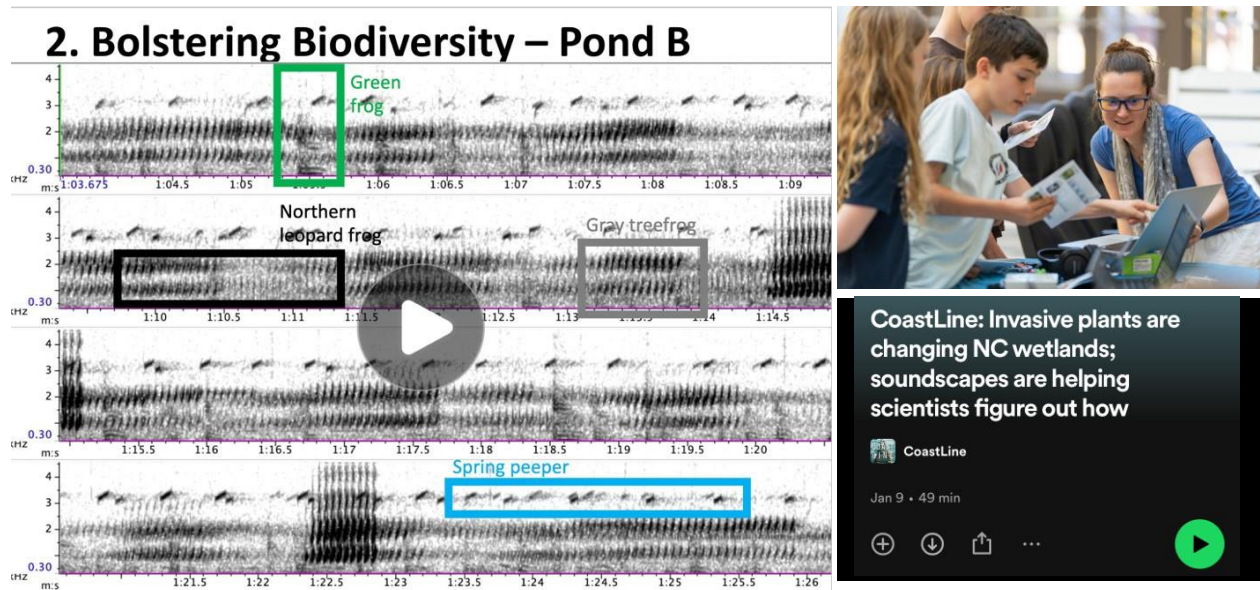 2. Bolstering Biodiversity – Pond B
Green
frog
4
3
2
0.30
kHz
m:s
1:03.675 1:04.5 1:05 1:06 1:06.5 1:07 1:07.5 1:08 1:08.5 1:09
Northern
leopard frog
Gray treefrog
4
3
2
0.30
kHz
m:s
1:10 1:10.5 1:11 1:11.5 1:12.5 1:13 1:13.5 1:14 1:14.5
4
3
2
0.30
kHz
m:s
1:15.5 1:16 1:16.5 1:17 1:17.5 1:18 1:18.5 1:19 1:19.5 1:20
Spring peeper
4
3
2
0.30
kHz
m:s
1:21.5 1:22 1:22.5 1:23 1:23.5 1:24 1:24.5 1:25 1:25.5 1:26
CoastLine: Invasive plants are
changing NC wetlands;
soundscapes are helping
scientists figure out how
CoastLine
Jan 9 • 49 min